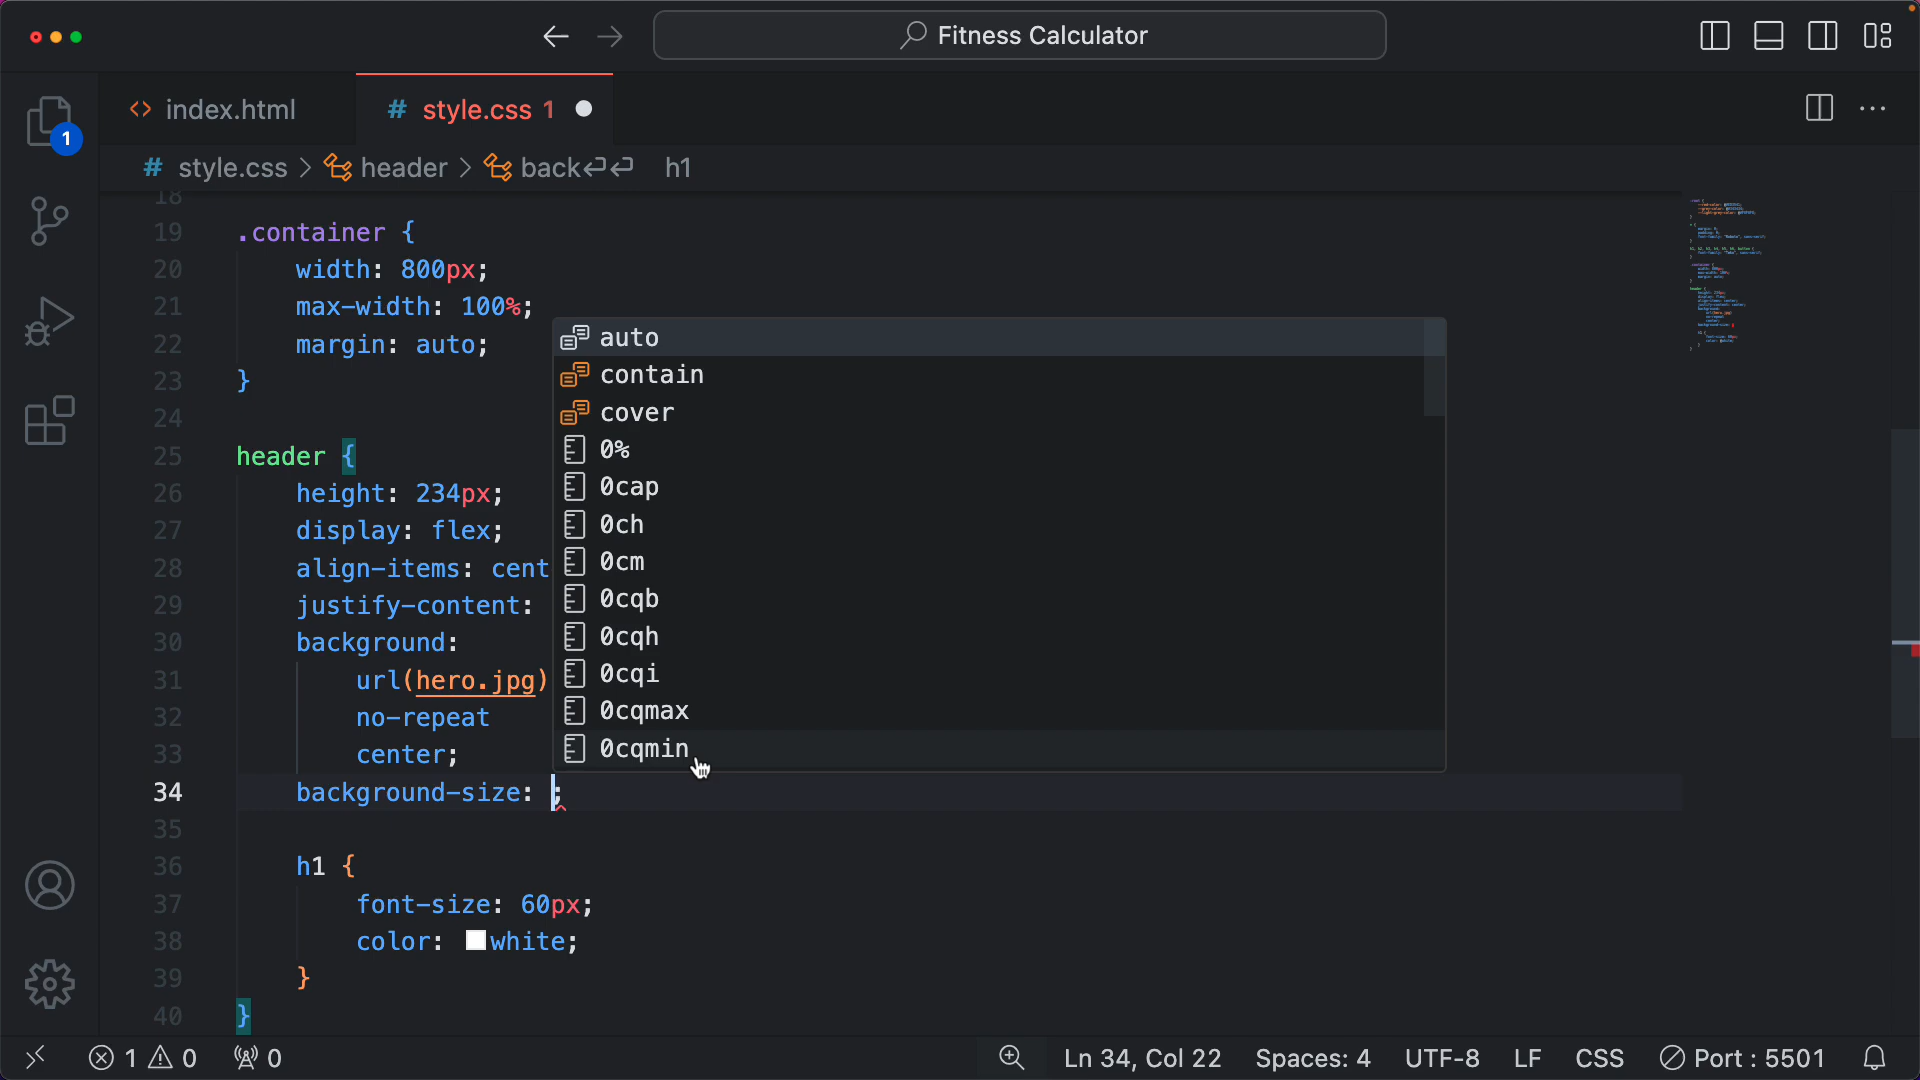 Fitness Calculator
<> index.html
# style.css 1
1
# style.css > header > back↵↵ h1
18
19 .container {
20 width: 800px;
21 max-width: 100%;
22 margin: auto;
23 }
24
25 header {
26 height: 234px;
27 display: flex;
28 align-items: cent
29 justify-content:
30 background:
31 url(hero.jpg)
32 no-repeat
33 center;
34 background-size: ;
35
36 h1 {
37 font-size: 60px;
38 color: white;
39 }
40 }
auto
contain
cover
0%
0cap
0ch
0cm
0cqb
0cqh
0cqi
0cqmax
0cqmin
1 0 0
Ln 34, Col 22 Spaces: 4 UTF-8 LF CSS Port : 5501